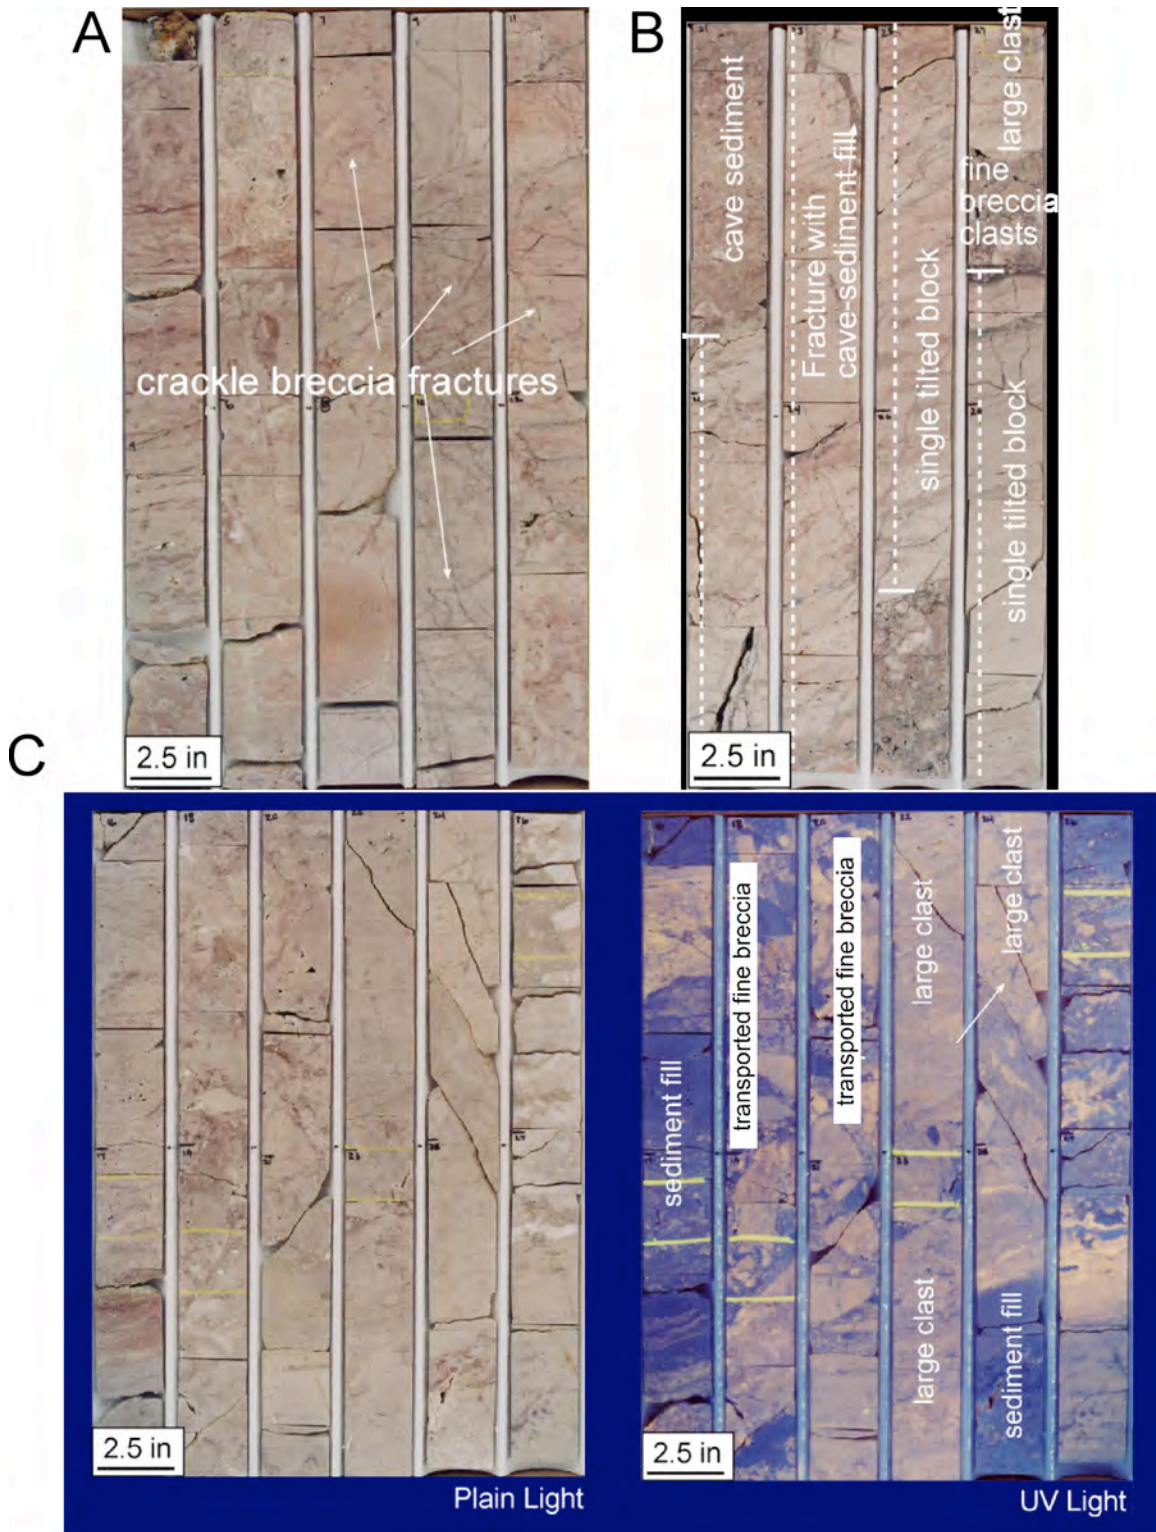 A
crackle breccia fractures
2.5 in
B
cave sediment
Fracture with
cave-sediment fill
single tilted block
large clast
fine
breccia
clasts
single tilted block
2.5 in
C
2.5 in
Plain Light
sediment fill
transported fine breccia
transported fine breccia
large clast
large clast
large clast
sediment fill
2.5 in
UV Light